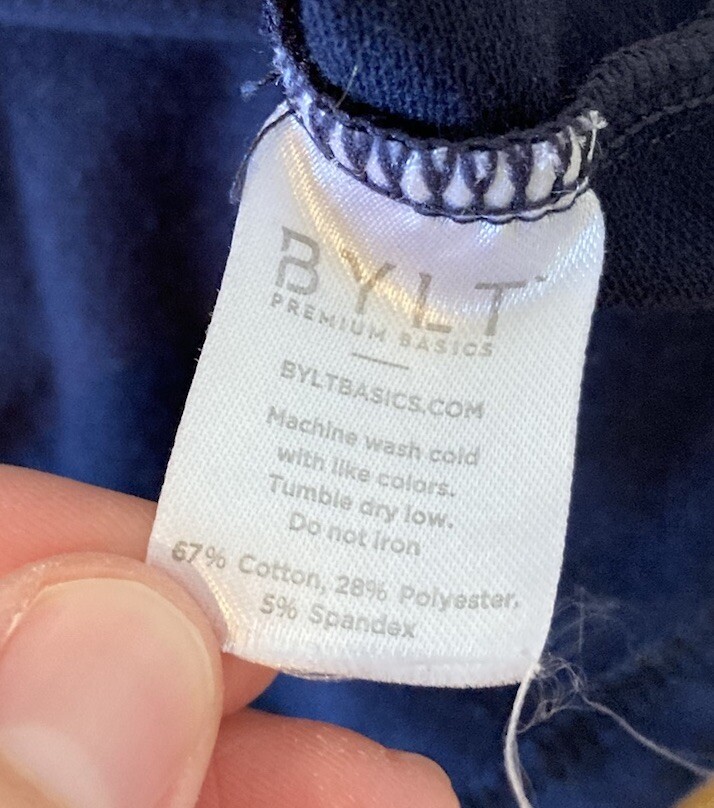 BYLT
PREMIUM BASICS
BYLTBASICS.COM
Machine wash cold
with like colors.
Tumble dry low.
Do not iron
67% Cotton, 28% Polyester,
5% Spandex